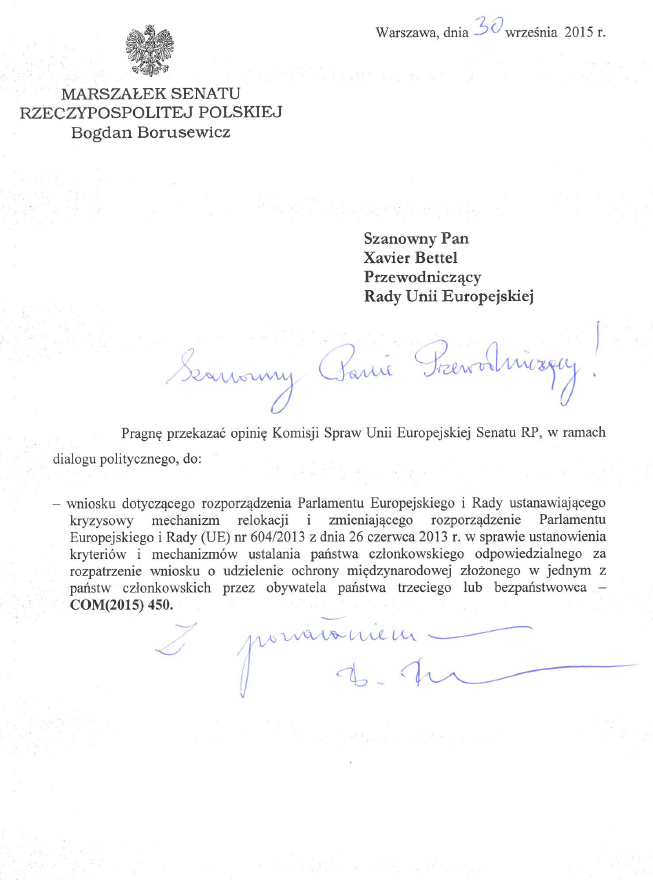 Warszawa, dnia 30 września 2015 r.
MARSZAŁEK SENATU
RZECZYPOSPOLITEJ POLSKIEJ
Bogdan Borusewicz
Szanowny Pan
Xavier Bettel
Przewodniczący
Rady Unii Europejskiej
Szanowny Panie Przewodniczący!
Pragnę przekazać opinię Komisji Spraw Unii Europejskiej Senatu RP, w ramach
dialogu politycznego, do:
– wniosku dotyczącego rozporządzenia Parlamentu Europejskiego i Rady ustanawiającego
kryzysowy mechanizm relokacji i zmieniającego rozporządzenie Parlamentu
Europejskiego i Rady (UE) nr 604/2013 z dnia 26 czerwca 2013 r. w sprawie ustanowienia
kryteriów i mechanizmów ustalania państwa członkowskiego odpowiedzialnego za
rozpatrzenie wniosku o udzielenie ochrony międzynarodowej złożonego w jednym z
państw członkowskich przez obywatela państwa trzeciego lub bezpaństwowca –
COM(2015) 450.
Z poważaniem